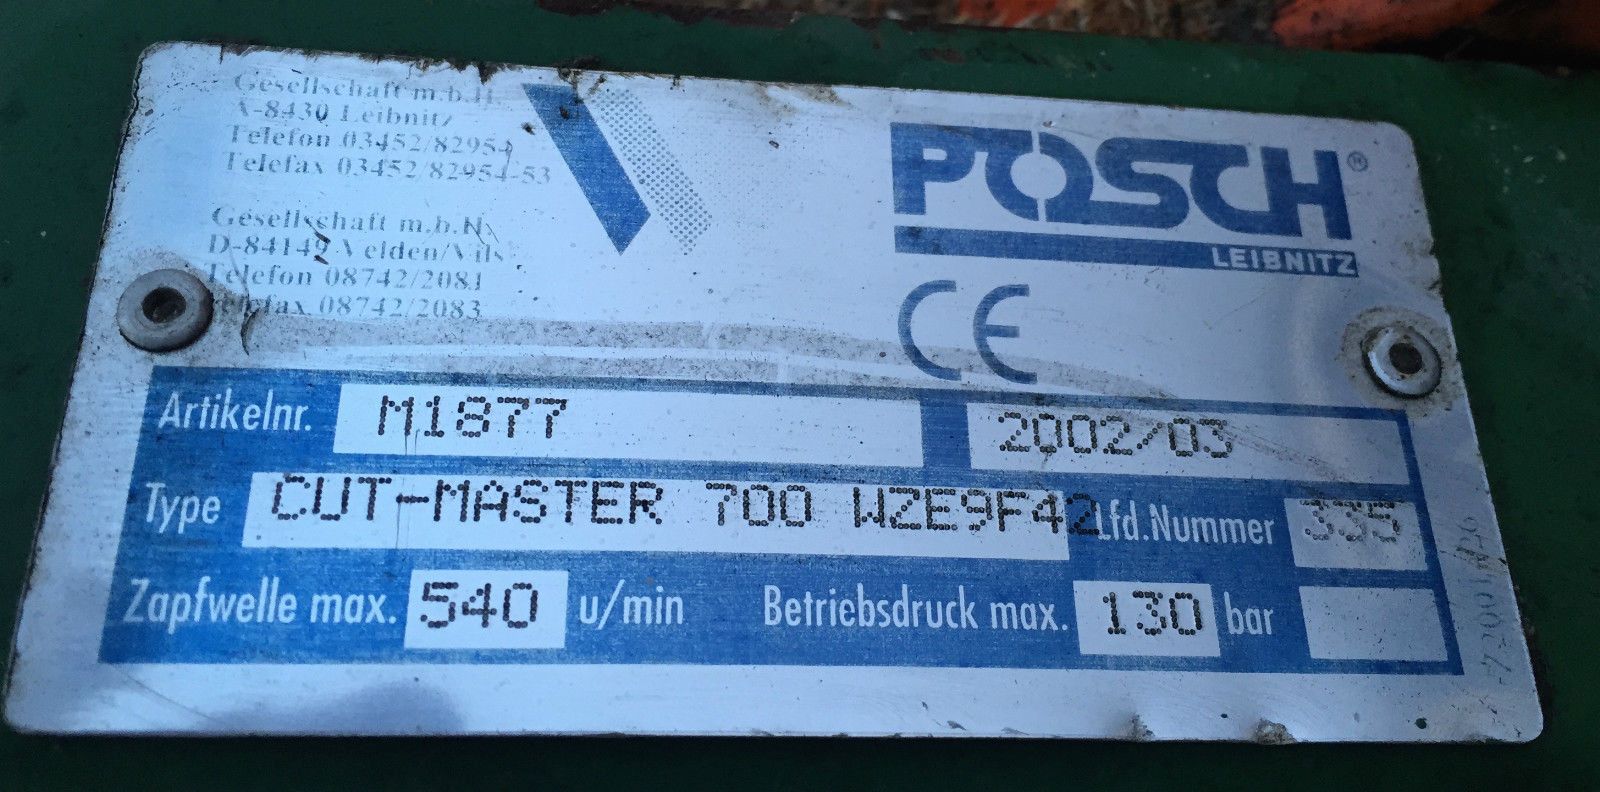 Gesellschaft m.b.H.
A-8430 Leibnitz
Telefon 03452/82954
Telefax 03452/82954-53
Gesellschaft m.b.H.
D-84149 Velden/Vils
Telefon 08742/2081
Telefax 08742/2083
POSCH®
LEIBNITZ
CE
Artikelnr. M1877 2002/03
Type CUT-MASTER 700 WZE9F42 Lfd.Nummer 335
Zapfwelle max. 540 u/min Betriebsdruck max. 130 bar